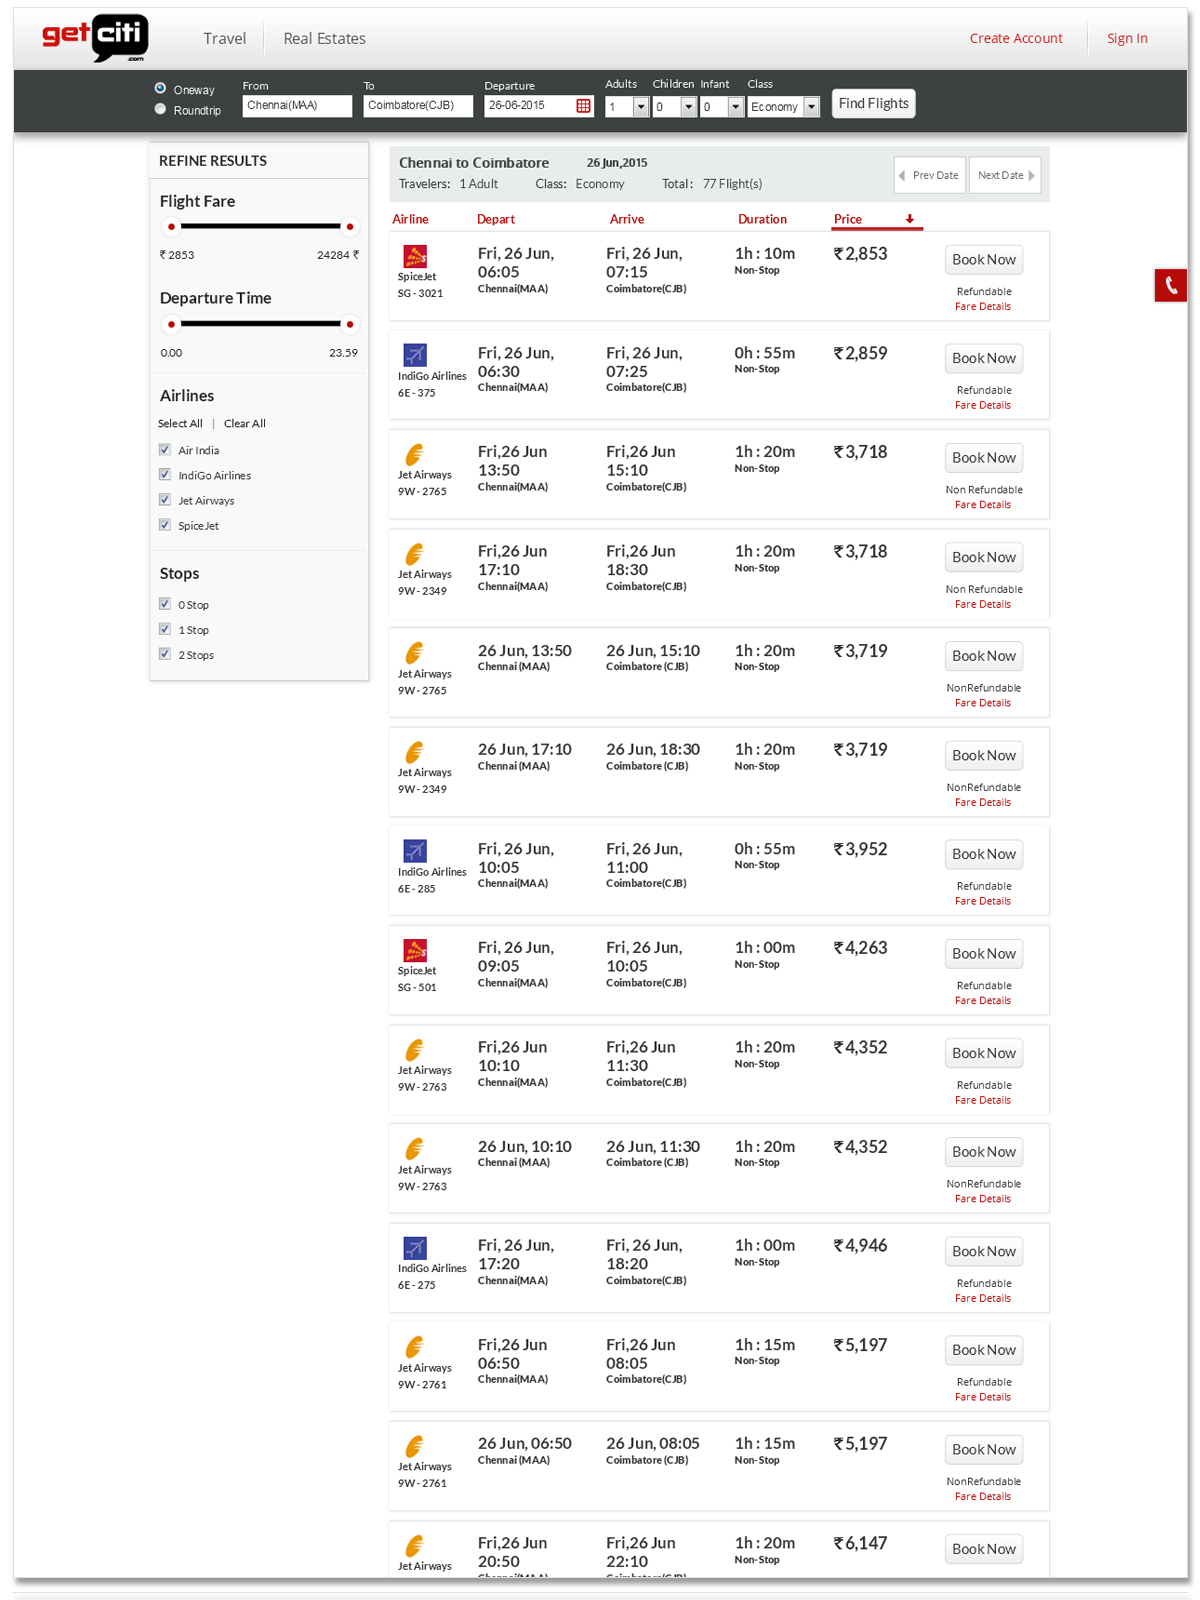 getciti
.com
Travel
Real Estates
Create Account
Sign In
Oneway
Roundtrip
From
Chennai(MAA)
To
Coimbatore(CJB)
Departure
26-06-2015
Adults Children Infant Class
1 0 0 Economy
Find Flights
REFINE RESULTS
Flight Fare
₹ 2853 24284 ₹
Departure Time
0.00 23.59
Airlines
Select All | Clear All
Air India
IndiGo Airlines
Jet Airways
SpiceJet
Stops
0 Stop
1 Stop
2 Stops
Chennai to Coimbatore 26 Jun,2015
Travelers: 1 Adult Class: Economy Total : 77 Flight(s)
Prev Date Next Date
Airline Depart Arrive Duration Price
SpiceJet
SG - 3021
Fri, 26 Jun,
06:05
Chennai(MAA)
Fri, 26 Jun,
07:15
Coimbatore(CJB)
1h : 10m
Non-Stop
₹ 2,853
Book Now
Refundable
Fare Details
IndiGo Airlines
6E - 375
Fri, 26 Jun,
06:30
Chennai(MAA)
Fri, 26 Jun,
07:25
Coimbatore(CJB)
0h : 55m
Non-Stop
₹ 2,859
Book Now
Refundable
Fare Details
Jet Airways
9W - 2765
Fri,26 Jun
13:50
Chennai(MAA)
Fri,26 Jun
15:10
Coimbatore(CJB)
1h : 20m
Non-Stop
₹ 3,718
Book Now
Non Refundable
Fare Details
Jet Airways
9W - 2349
Fri,26 Jun
17:10
Chennai(MAA)
Fri,26 Jun
18:30
Coimbatore(CJB)
1h : 20m
Non-Stop
₹ 3,718
Book Now
Non Refundable
Fare Details
Jet Airways
9W - 2765
26 Jun, 13:50
Chennai (MAA)
26 Jun, 15:10
Coimbatore (CJB)
1h : 20m
Non-Stop
₹ 3,719
Book Now
NonRefundable
Fare Details
Jet Airways
9W - 2349
26 Jun, 17:10
Chennai (MAA)
26 Jun, 18:30
Coimbatore (CJB)
1h : 20m
Non-Stop
₹ 3,719
Book Now
NonRefundable
Fare Details
IndiGo Airlines
6E - 285
Fri, 26 Jun,
10:05
Chennai(MAA)
Fri, 26 Jun,
11:00
Coimbatore(CJB)
0h : 55m
Non-Stop
₹ 3,952
Book Now
Refundable
Fare Details
SpiceJet
SG - 501
Fri, 26 Jun,
09:05
Chennai(MAA)
Fri, 26 Jun,
10:05
Coimbatore(CJB)
1h : 00m
Non-Stop
₹ 4,263
Book Now
Refundable
Fare Details
Jet Airways
9W - 2763
Fri,26 Jun
10:10
Chennai(MAA)
Fri,26 Jun
11:30
Coimbatore(CJB)
1h : 20m
Non-Stop
₹ 4,352
Book Now
Refundable
Fare Details
Jet Airways
9W - 2763
26 Jun, 10:10
Chennai (MAA)
26 Jun, 11:30
Coimbatore (CJB)
1h : 20m
Non-Stop
₹ 4,352
Book Now
NonRefundable
Fare Details
IndiGo Airlines
6E - 275
Fri, 26 Jun,
17:20
Chennai(MAA)
Fri, 26 Jun,
18:20
Coimbatore(CJB)
1h : 00m
Non-Stop
₹ 4,946
Book Now
Refundable
Fare Details
Jet Airways
9W - 2761
Fri,26 Jun
06:50
Chennai(MAA)
Fri,26 Jun
08:05
Coimbatore(CJB)
1h : 15m
Non-Stop
₹ 5,197
Book Now
Refundable
Fare Details
Jet Airways
9W - 2761
26 Jun, 06:50
Chennai (MAA)
26 Jun, 08:05
Coimbatore (CJB)
1h : 15m
Non-Stop
₹ 5,197
Book Now
NonRefundable
Fare Details
Jet Airways
Fri,26 Jun
20:50
Chennai(MAA)
Fri,26 Jun
22:10
Coimbatore(CJB)
1h : 20m
Non-Stop
₹ 6,147
Book Now